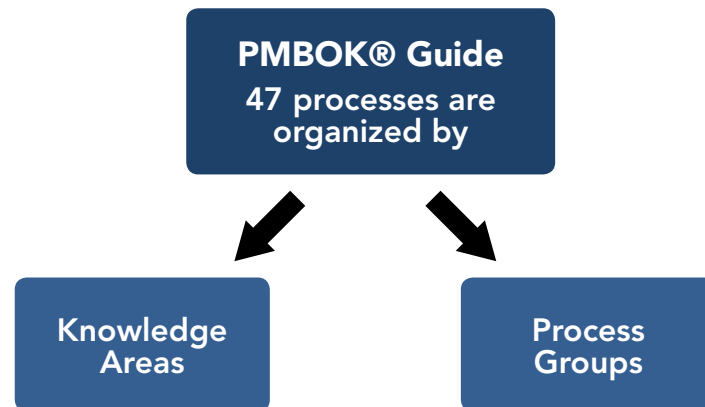 PMBOK® Guide
47 processes are
organized by
Knowledge
Areas
Process
Groups